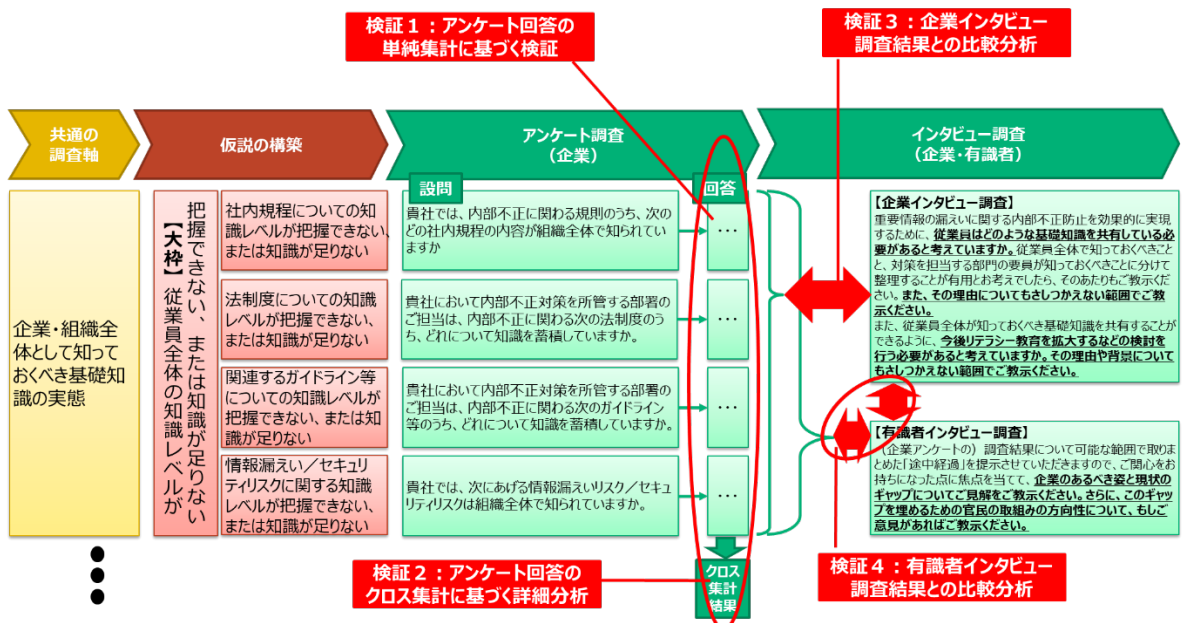 検証１：アンケート回答の
単純集計に基づく検証
検証３：企業インタビュー
調査結果との比較分析
共通の
調査軸
仮説の構築
アンケート調査
（企業）
インタビュー調査
（企業・有識者）
設問
回答
企業・組織全
体として知って
おくべき基礎知
識の実態
【大枠】従業員全体の知識レベルが
把握できない、または知識が足りない
社内規程についての知
識レベルが把握できない、
または知識が足りない
法制度についての知識
レベルが把握できない、
または知識が足りない
関連するガイドライン等
についての知識レベルが
把握できない、または知
識が足りない
情報漏えい／セキュリ
ティリスクに関する知識
レベルが把握できない、
または知識が足りない
貴社では、内部不正に関わる規則のうち、次の
どの社内規程の内容が組織全体で知られてい
ますか
…
貴社において内部不正対策を所管する部署の
ご担当は、内部不正に関わる次の法制度のう
ち、どれについて知識を蓄積していますか。
…
貴社において内部不正対策を所管する部署の
ご担当は、内部不正に関わる次のガイドライン
等のうち、どれについて知識を蓄積していますか。
…
貴社では、次にあげる情報漏えいリスク／セキュ
リティリスクは組織全体で知られていますか。
…
クロス
集計
結果
【企業インタビュー調査】
重要情報の漏えいに関する内部不正防止を効果的に実現
するために、従業員はどのような基礎知識を共有している必
要があると考えていますか。従業員全体で知っておくべきこと
と、対策を担当する部門の要員が知っておくべきことに分けて
整理することが有用とお考えでしたら、そのあたりもご教示くださ
い。また、その理由についてもさしつかえない範囲でご教
示ください。
また、従業員全体が知っておくべき基礎知識を共有することが
できるように、今後リテラシー教育を拡大するなどの検討を
行う必要があると考えていますか。その理由や背景について
もさしつかえない範囲でご教示ください。
【有識者インタビュー調査】
（企業アンケートの）調査結果について可能な範囲で取りま
とめた「途中経過」を提示させていただきますので、ご関心をお
持ちになった点に焦点を当てて、企業のあるべき姿と現状の
ギャップについてご見解をご教示ください。さらに、このギャッ
プを埋めるための官民の取組みの方向性について、もしご
意見があればご教示ください。
検証２：アンケート回答の
クロス集計に基づく詳細分析
検証４：有識者インタビュー
調査結果との比較分析